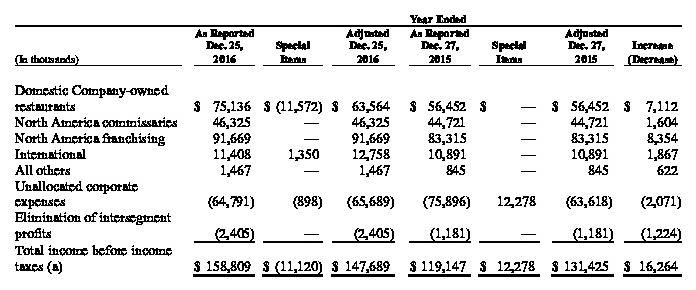 Year Ended
As Reported Adjusted As Reported Adjusted
Dec. 25, Special Dec. 25, Dec. 27, Special Dec. 27, Increase
(In thousands) 2016 Items 2016 2015 Items 2015 (Decrease)
Domestic Company-owned
restaurants $ 75,136 $ (11,572) $ 63,564 $ 56,452 $ — $ 56,452 $ 7,112
North America commissaries 46,325 — 46,325 44,721 — 44,721 1,604
North America franchising 91,669 — 91,669 83,315 — 83,315 8,354
International 11,408 1,350 12,758 10,891 — 10,891 1,867
All others 1,467 — 1,467 845 — 845 622
Unallocated corporate
expenses (64,791) (898) (65,689) (75,896) 12,278 (63,618) (2,071)
Elimination of intersegment
profits (2,405) — (2,405) (1,181) — (1,181) (1,224)
Total income before income
taxes (a) $ 158,809 $ (11,120) $ 147,689 $ 119,147 $ 12,278 $ 131,425 $ 16,264